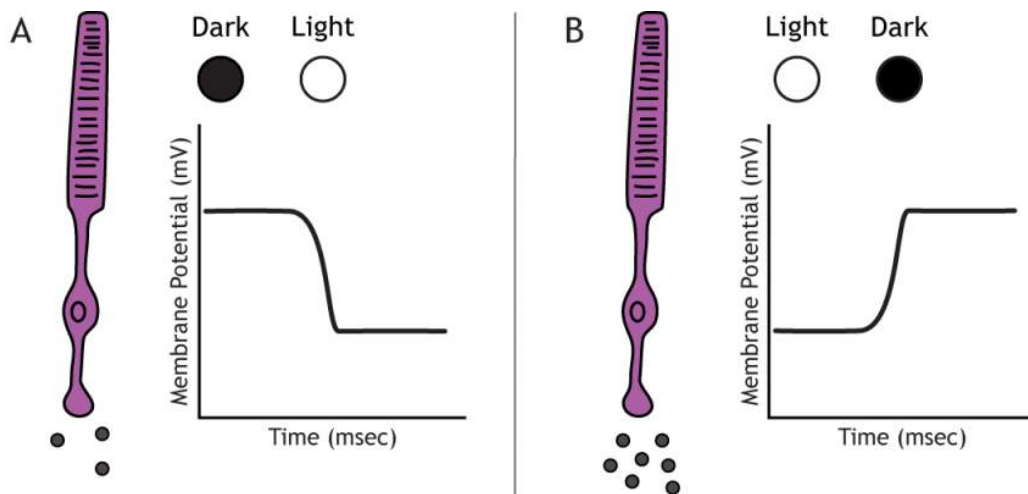 A
Dark Light
Membrane Potential (mV)
Time (msec)
B
Light Dark
Membrane Potential (mV)
Time (msec)